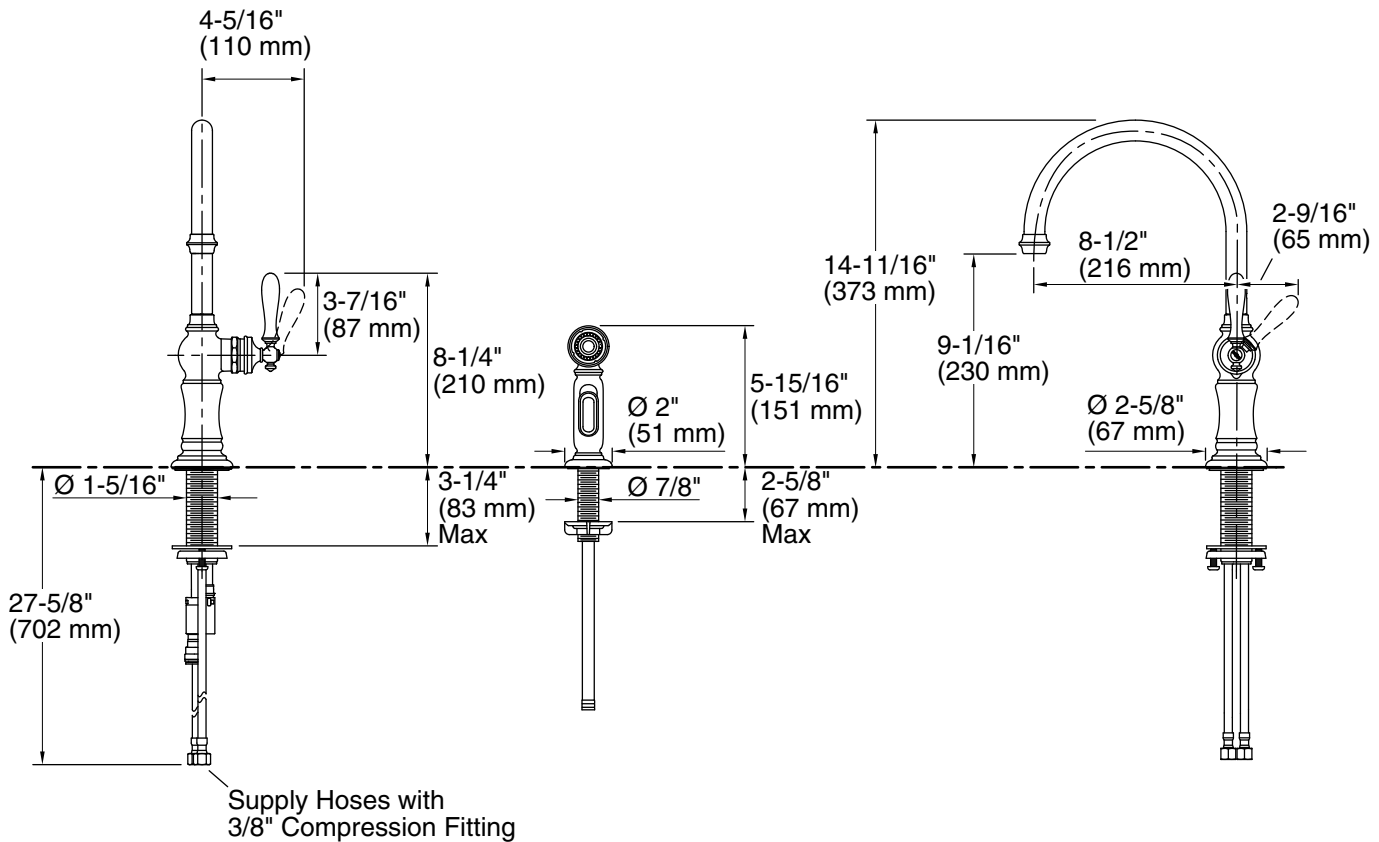 4-5/16"
(110 mm)
3-7/16"
(87 mm)
8-1/4"
(210 mm)
Ø 1-5/16"
3-1/4"
(83 mm)
Max
27-5/8"
(702 mm)
Supply Hoses with
3/8" Compression Fitting
Ø 2"
(51 mm)
5-15/16"
(151 mm)
Ø 7/8"
2-5/8"
(67 mm)
Max
14-11/16"
(373 mm)
8-1/2"
(216 mm)
2-9/16"
(65 mm)
9-1/16"
(230 mm)
Ø 2-5/8"
(67 mm)